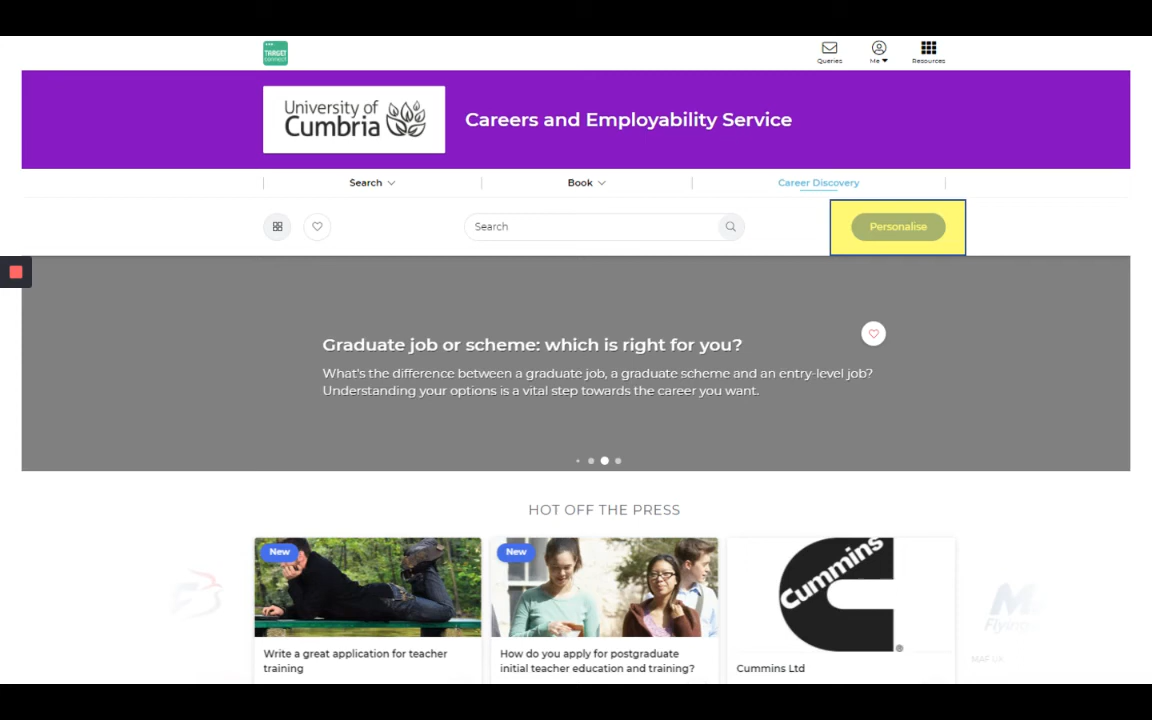 TARGET
connect
Queries
Me
Resources
University of
Cumbria
Careers and Employability Service
Search
Book
Career Discovery
Search
Personalise
Graduate job or scheme: which is right for you?
What's the difference between a graduate job, a graduate scheme and an entry-level job?
Understanding your options is a vital step towards the career you want.
HOT OFF THE PRESS
New
New
Cummins
Write a great application for teacher
training
How do you apply for postgraduate
initial teacher education and training?
Cummins Ltd
MAF UK